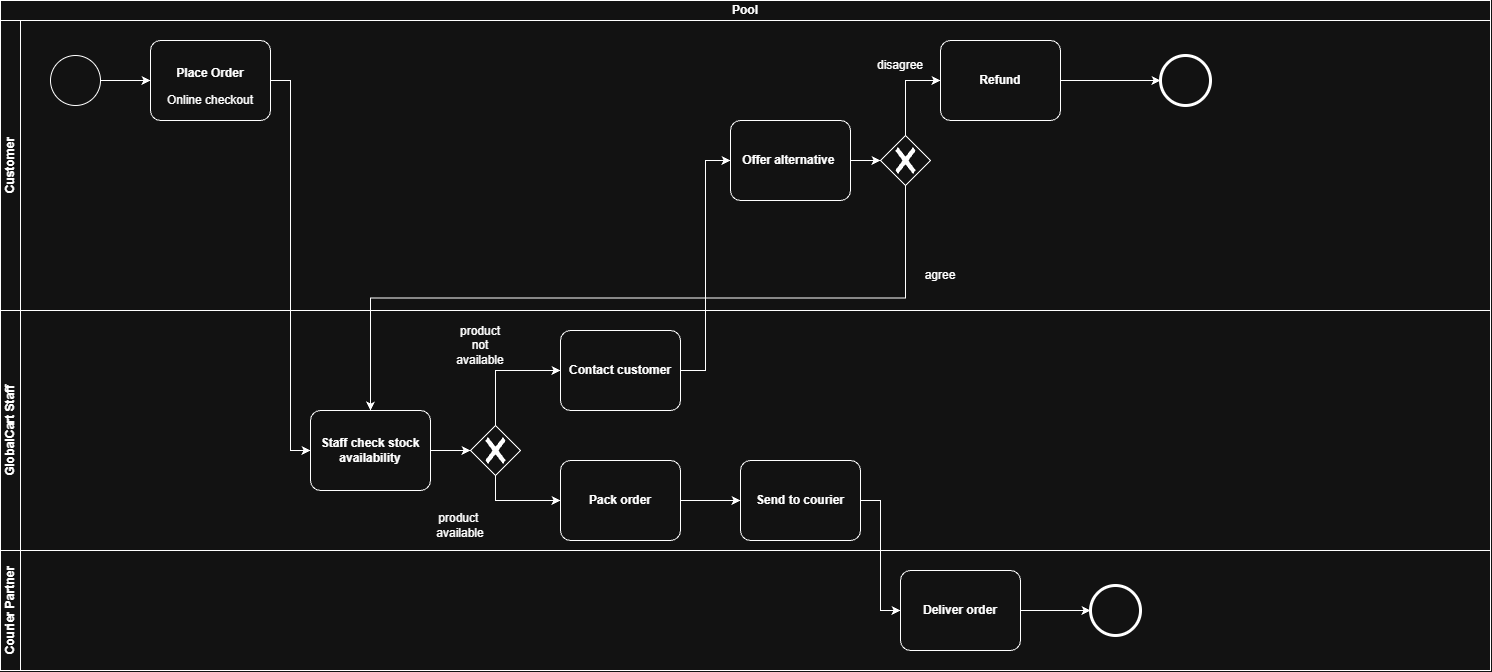 Pool
Customer
Place Order
Online checkout
disagree
Refund
Offer alternative
agree
GlobalCart Staff
product
not
available
Contact customer
Staff check stock
availability
Pack order
Send to courier
product
available
Courier Partner
Deliver order